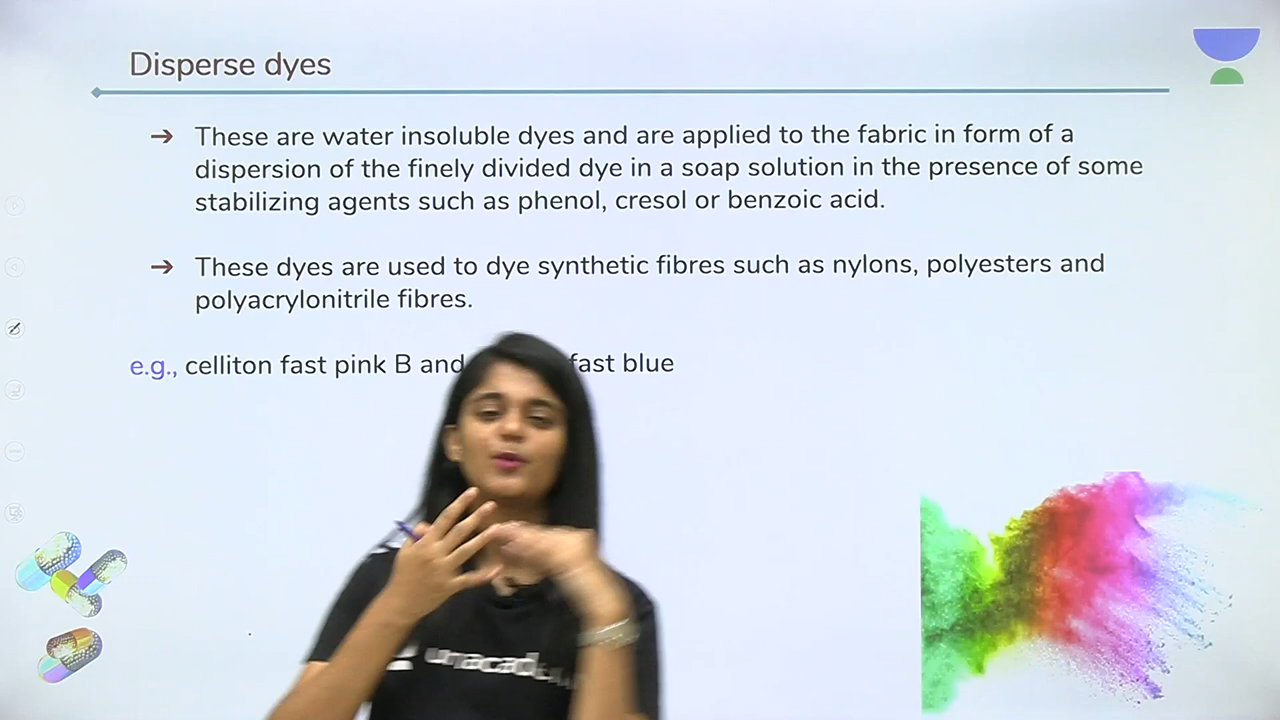 Disperse dyes
➔ These are water insoluble dyes and are applied to the fabric in form of a
dispersion of the finely divided dye in a soap solution in the presence of some
stabilizing agents such as phenol, cresol or benzoic acid.
➔ These dyes are used to dye synthetic fibres such as nylons, polyesters and
polyacrylonitrile fibres.
e.g., celliton fast pink B and fast blue